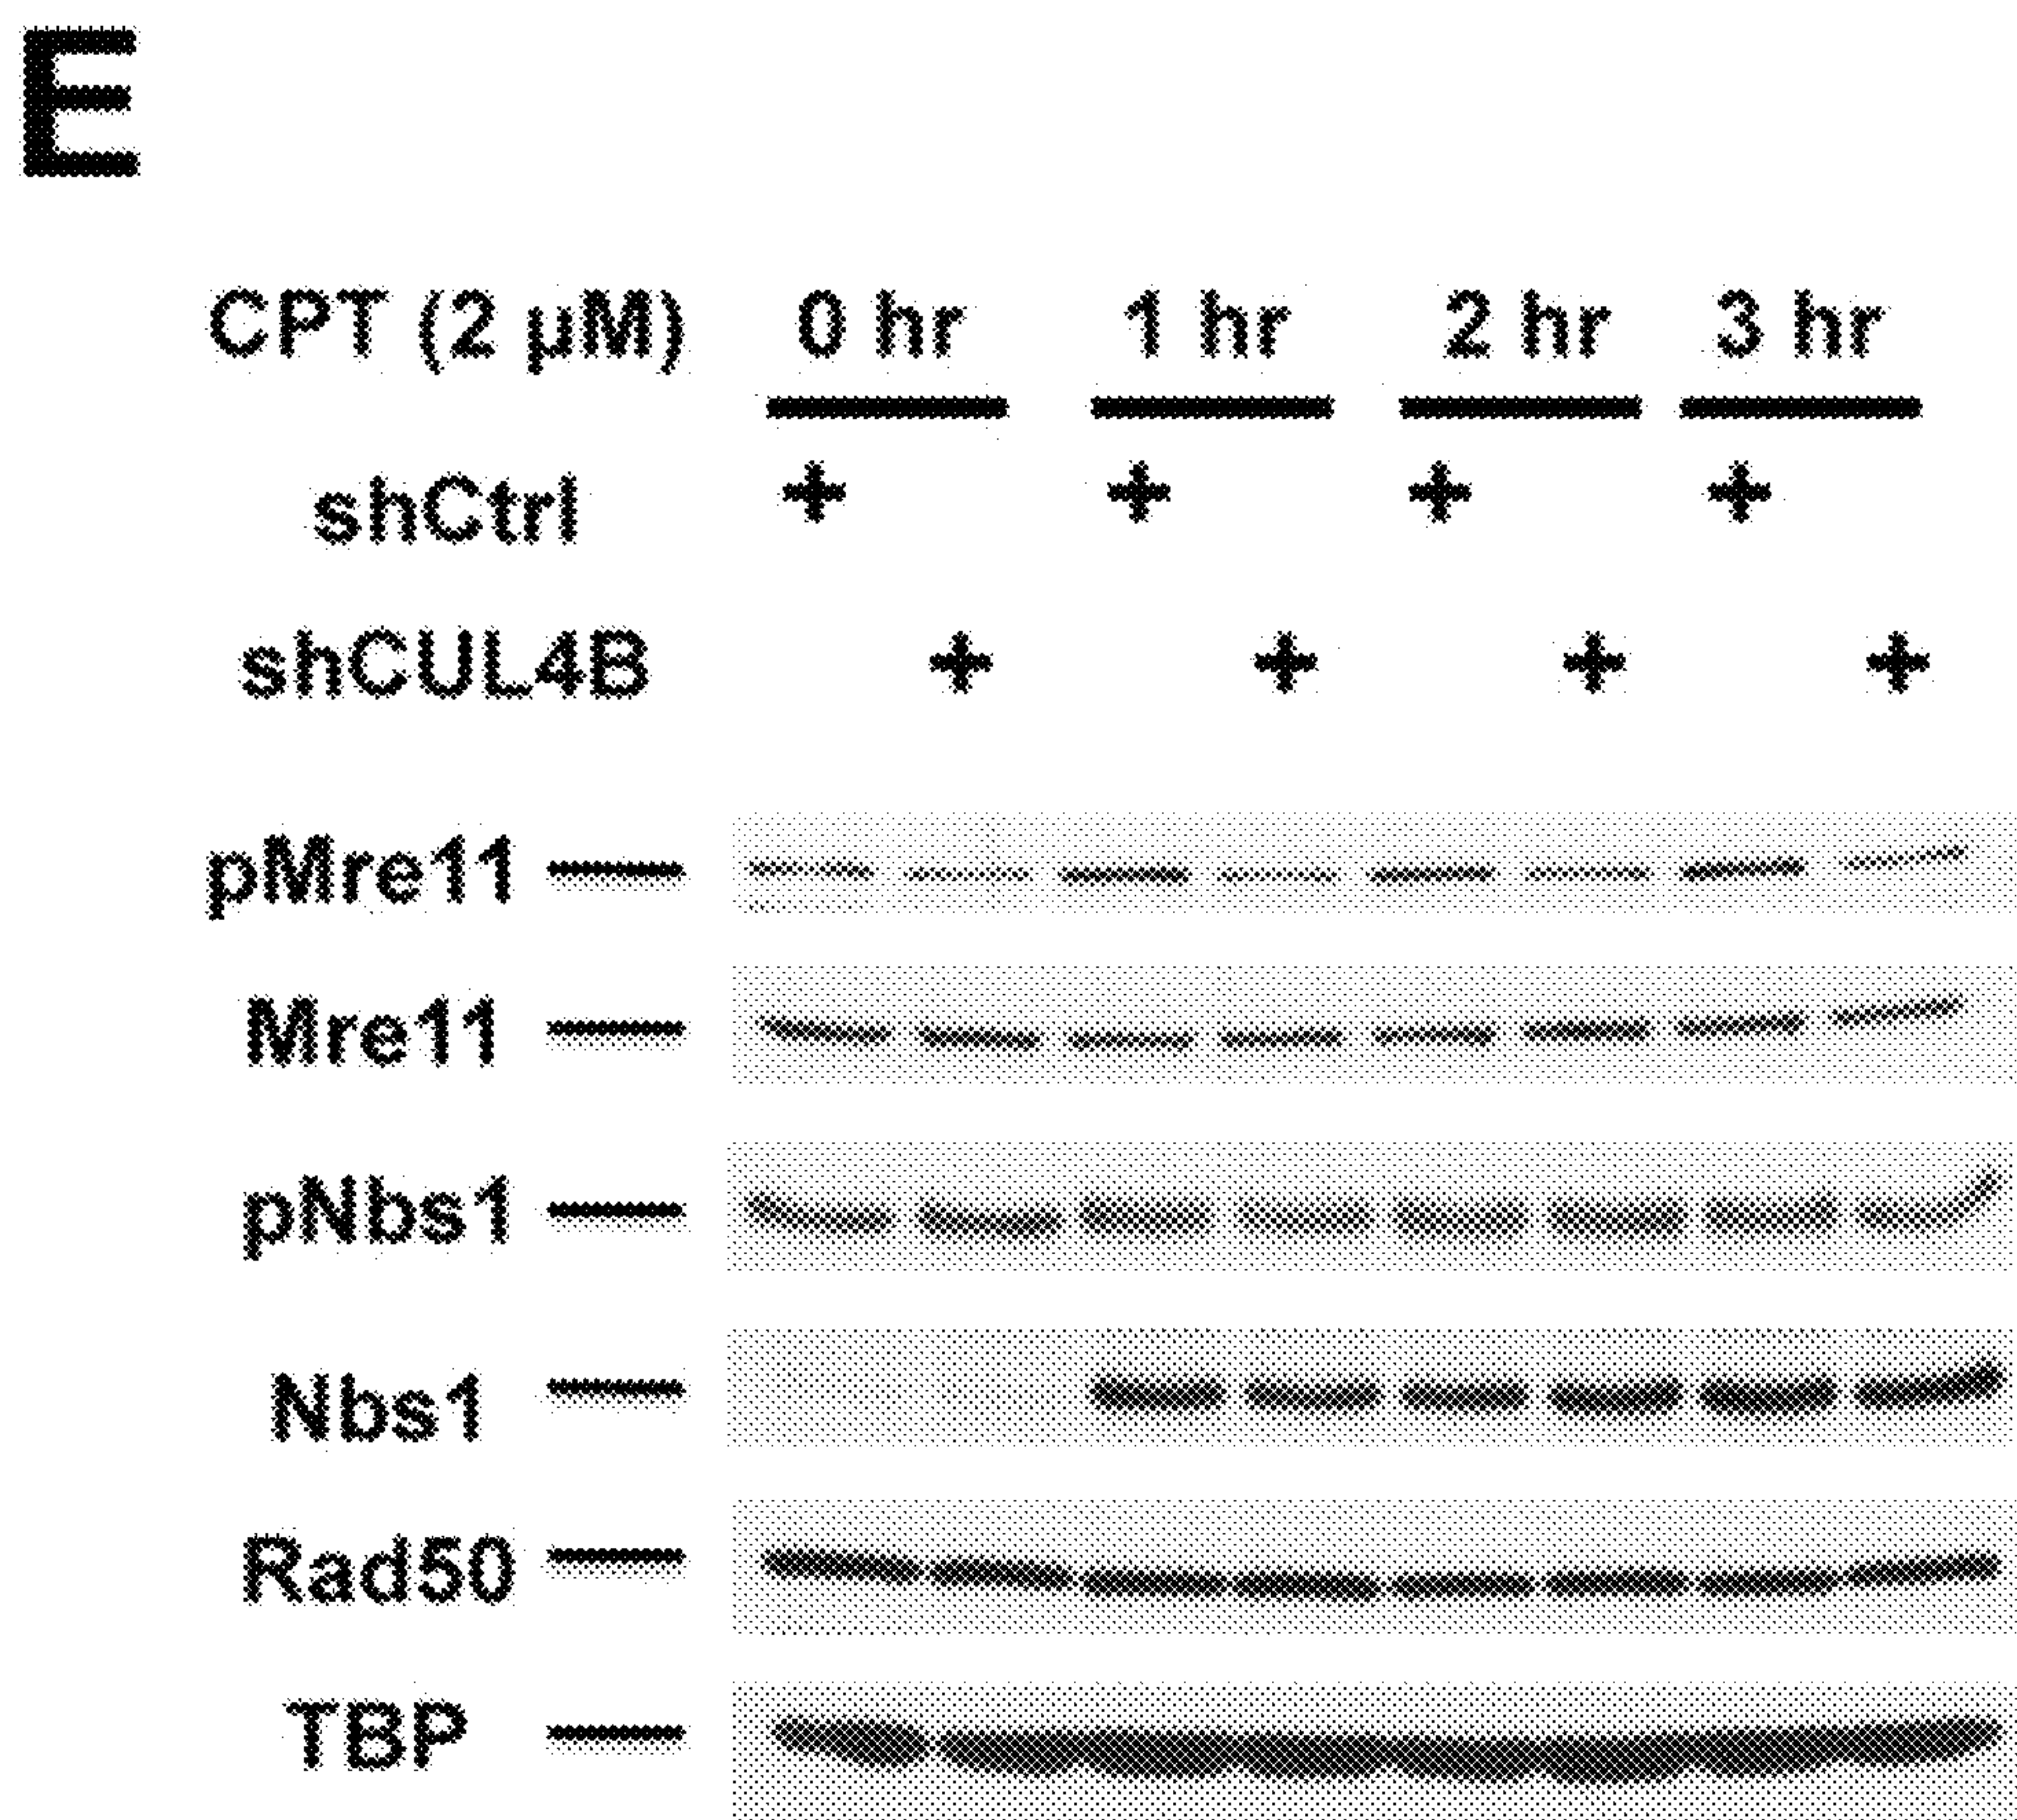 E
CPT (2 µM) 0 hr 1 hr 2 hr 3 hr
shCtrl + + + +
shCUL4B + + + +
pMre11
Mre11
pNbs1
Nbs1
Rad50
TBP